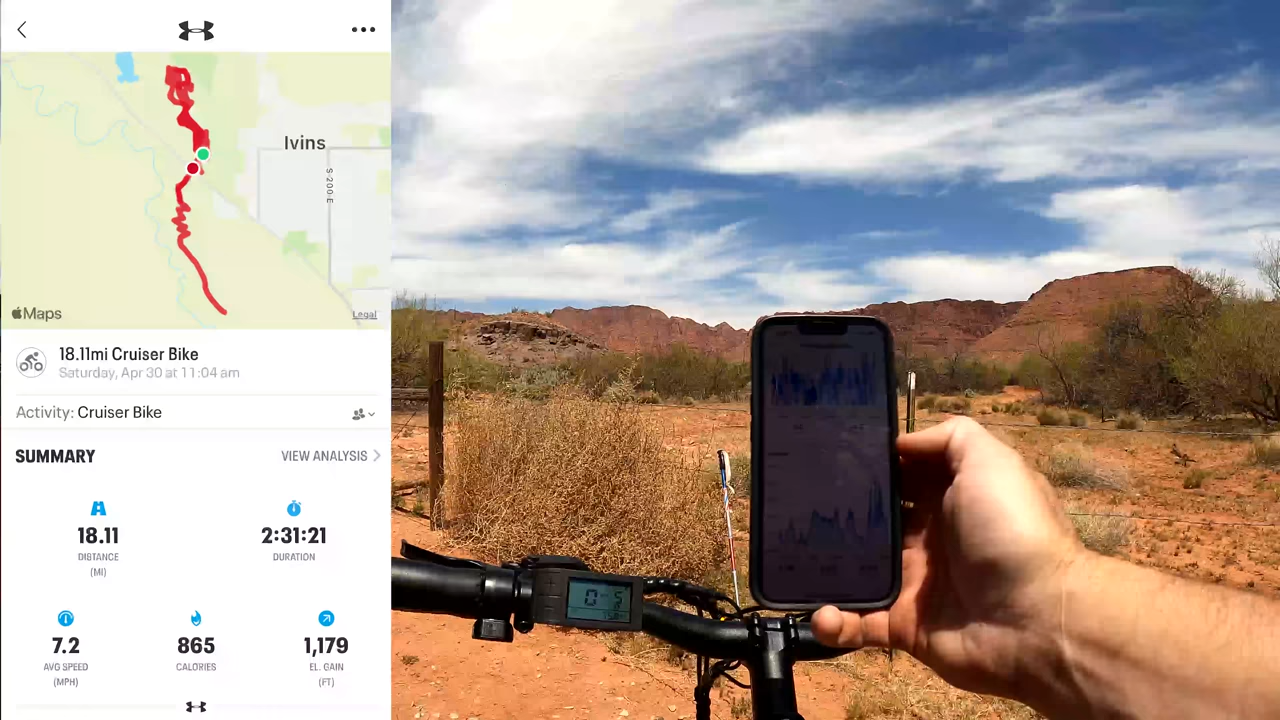 Ivins
S 200 E
Maps
Legal
18.11mi Cruiser Bike
Saturday, Apr 30 at 11:04 am
Activity: Cruiser Bike
SUMMARY
VIEW ANALYSIS
18.11
2:31:21
DISTANCE
DURATION
(MI)
7.2
865
1,179
AVG SPEED
CALORIES
EL. GAIN
(MPH)
(FT)
0
5